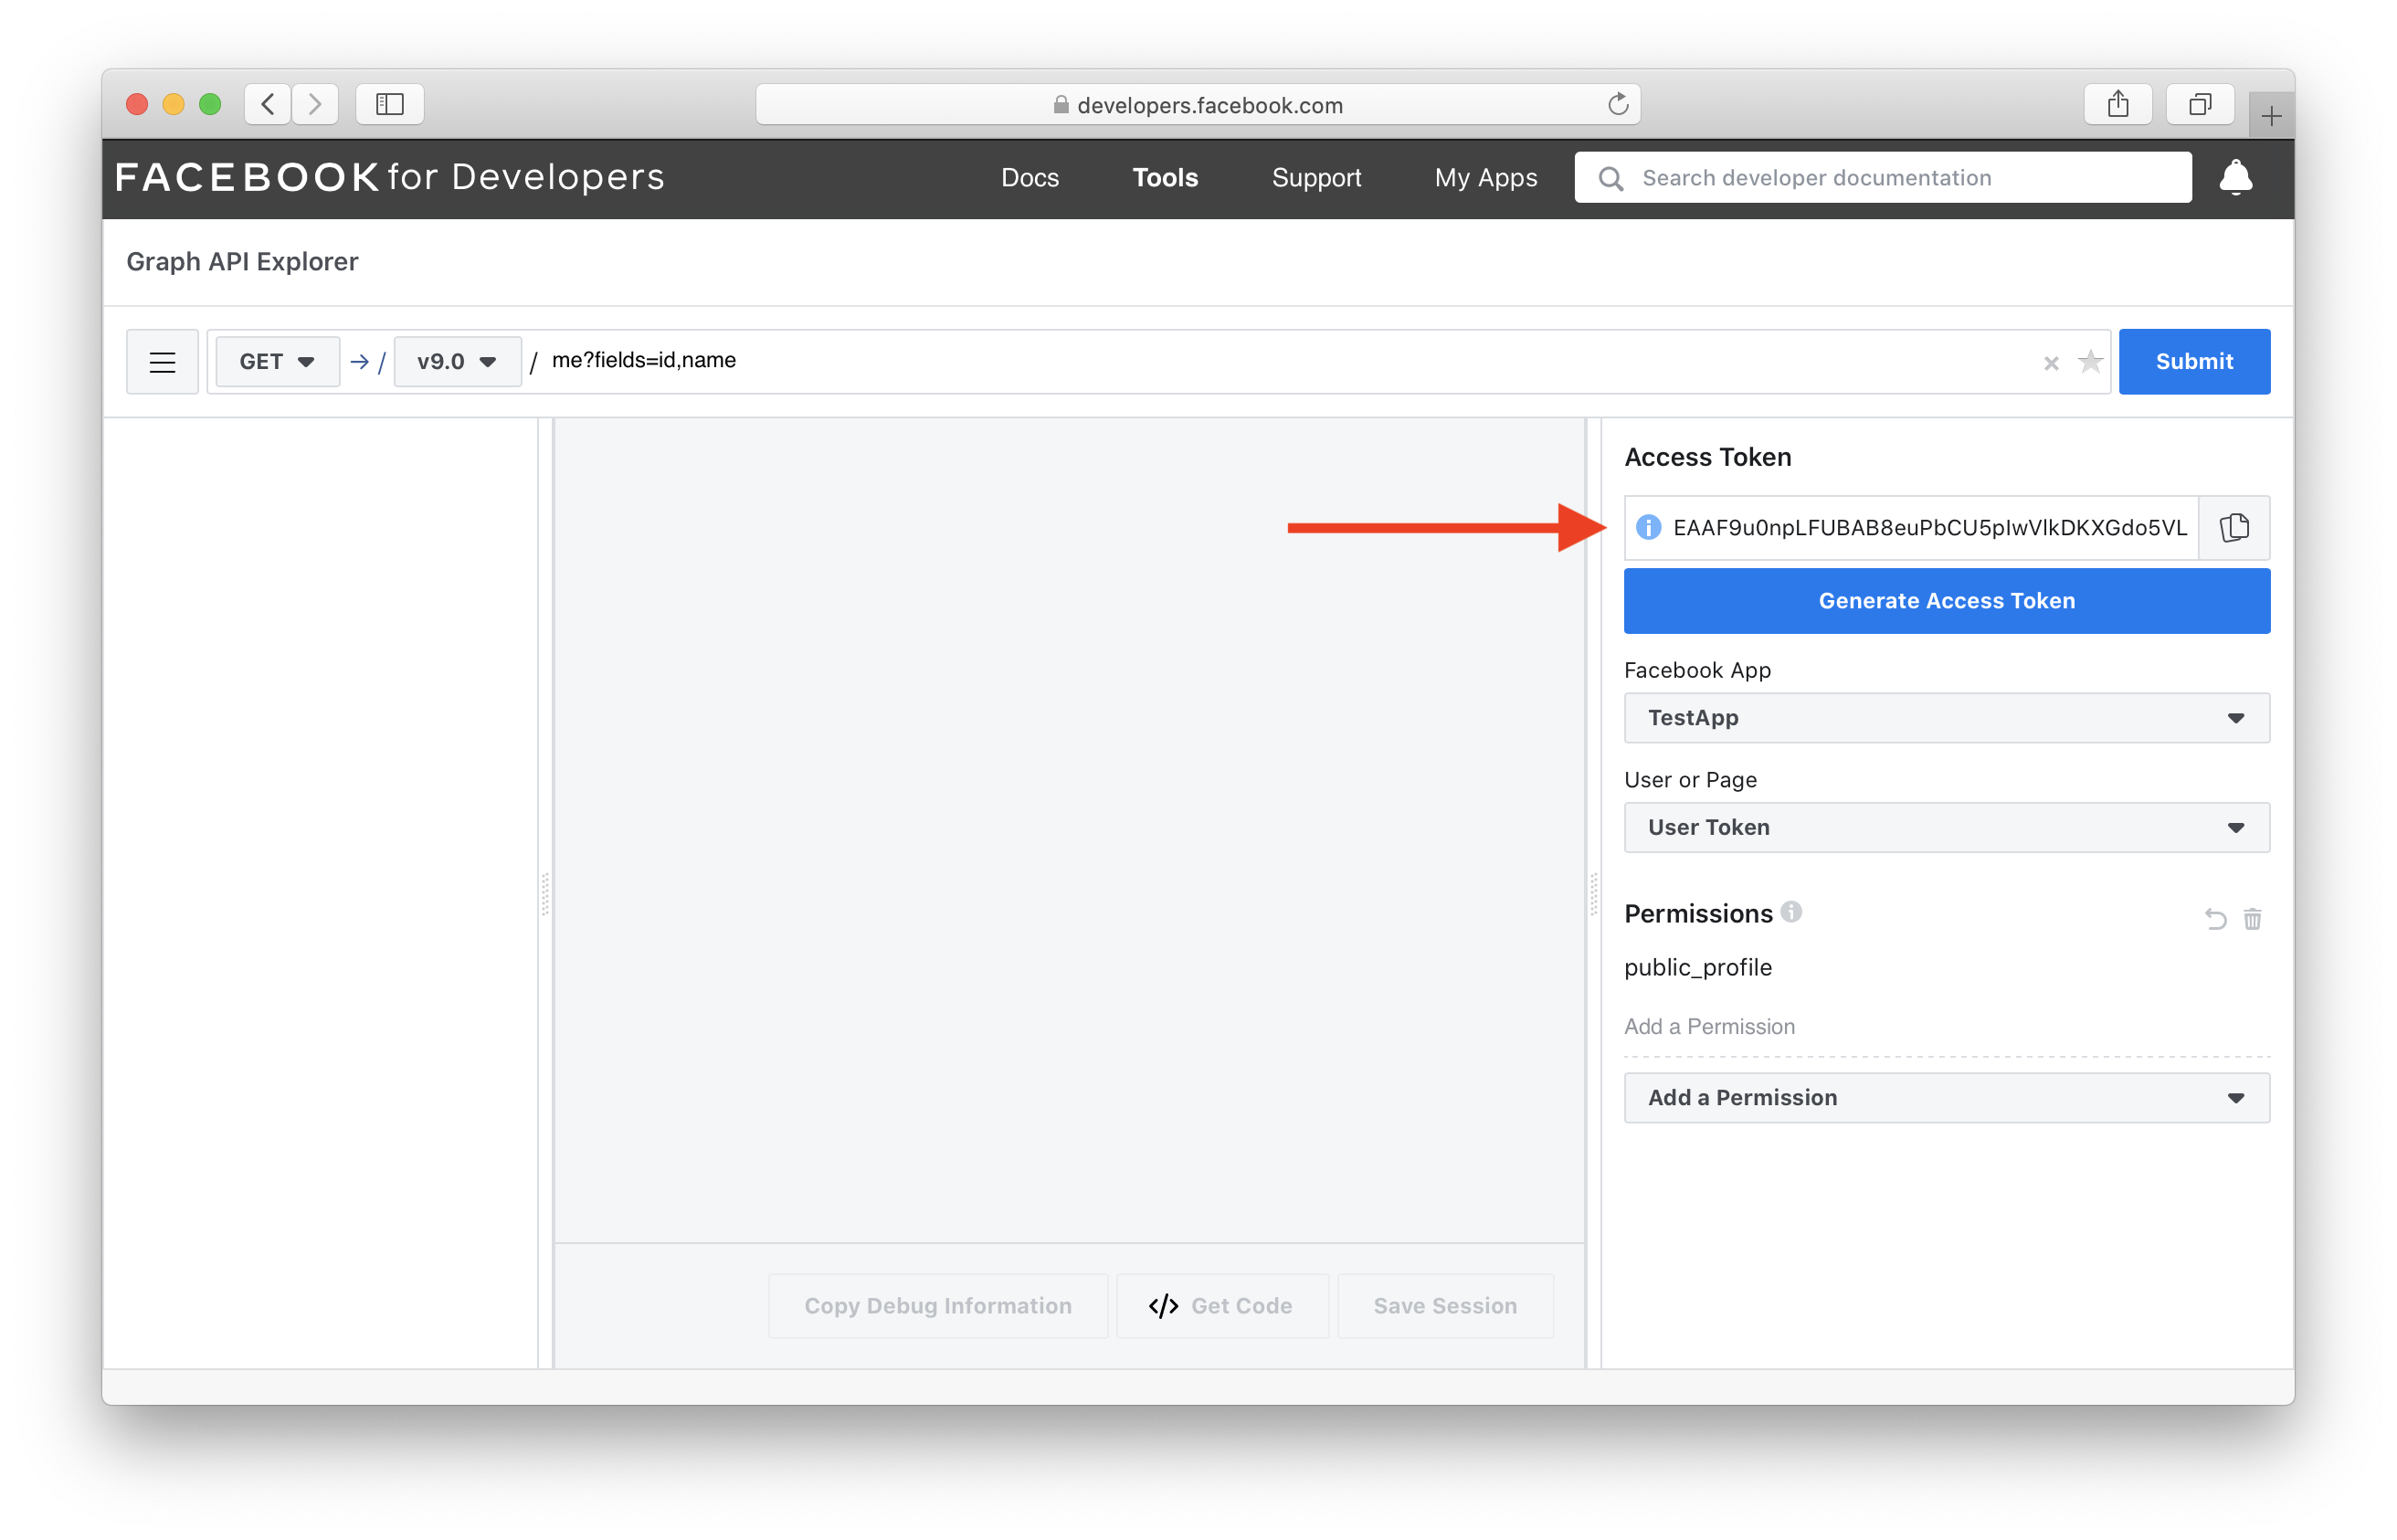 developers.facebook.com
FACEBOOK for Developers
Docs
Tools
Support
My Apps
Search developer documentation
Graph API Explorer
GET
→ /
v9.0
/ me?fields=id,name
Submit
Access Token
EAAF9u0npLFUBAB8euPbCU5pIwVlkDKXGdo5VL
Generate Access Token
Facebook App
TestApp
User or Page
User Token
Permissions
public_profile
Add a Permission
Add a Permission
Copy Debug Information
</> Get Code
Save Session